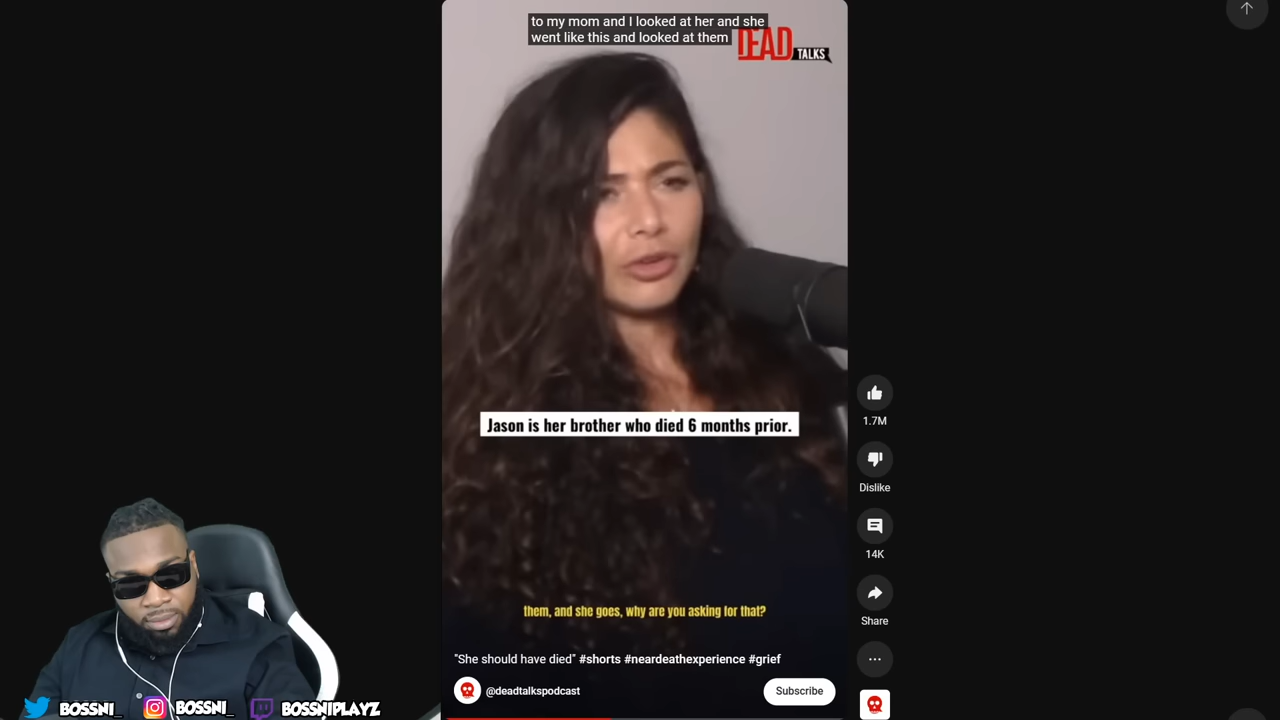 to my mom and I looked at her and she
went like this and looked at them
DEAD
TALKS
Jason is her brother who died 6 months prior.
them, and she goes, why are you asking for that?
1.7M
Dislike
14K
Share
"She should have died" #shorts #neardeathexperience #grief
@deadtalkspodcast
Subscribe
BOSSNI_
BOSSNI_
BOSSNIPLAYZ